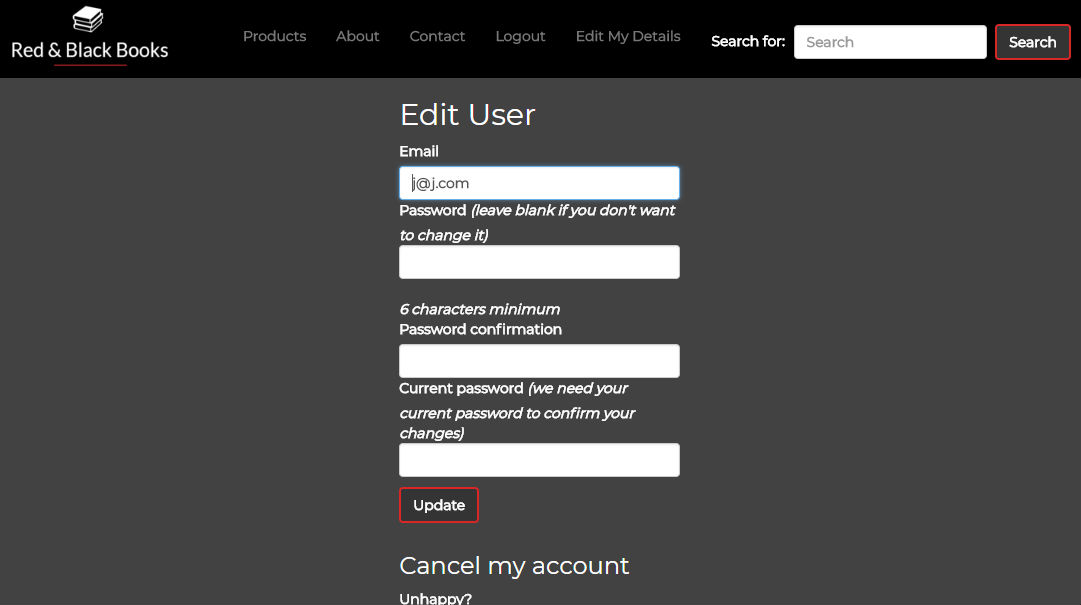 Red & Black Books
Products About Contact Logout Edit My Details Search for: Search Search
Edit User
Email
j@j.com
Password (leave blank if you don't want
to change it)
6 characters minimum
Password confirmation
Current password (we need your
current password to confirm your
changes)
Update
Cancel my account
Unhappy?